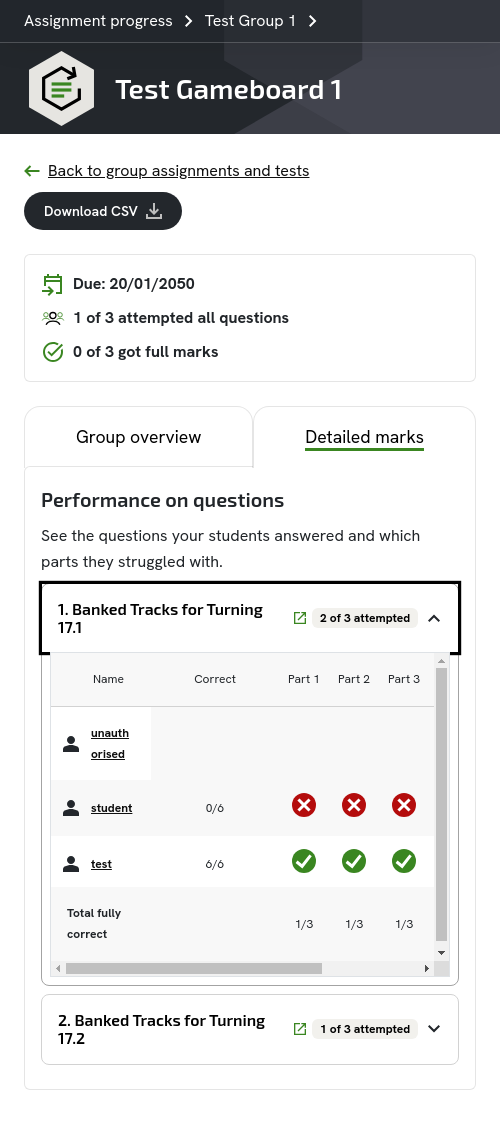 Assignment progress
Test Group 1
Test Gameboard 1
Back to group assignments and tests
Download CSV
Due: 20/01/2050
1 of 3 attempted all questions
0 of 3 got full marks
Group overview
Detailed marks
Performance on questions
See the questions your students answered and which
parts they struggled with.
1. Banked Tracks for Turning
17.1
2 of 3 attempted
Name Correct Part 1 Part 2 Part 3
unauth
orised
student 0/6
test 6/6
Total fully
correct
1/3 1/3 1/3
2. Banked Tracks for Turning
17.2
1 of 3 attempted